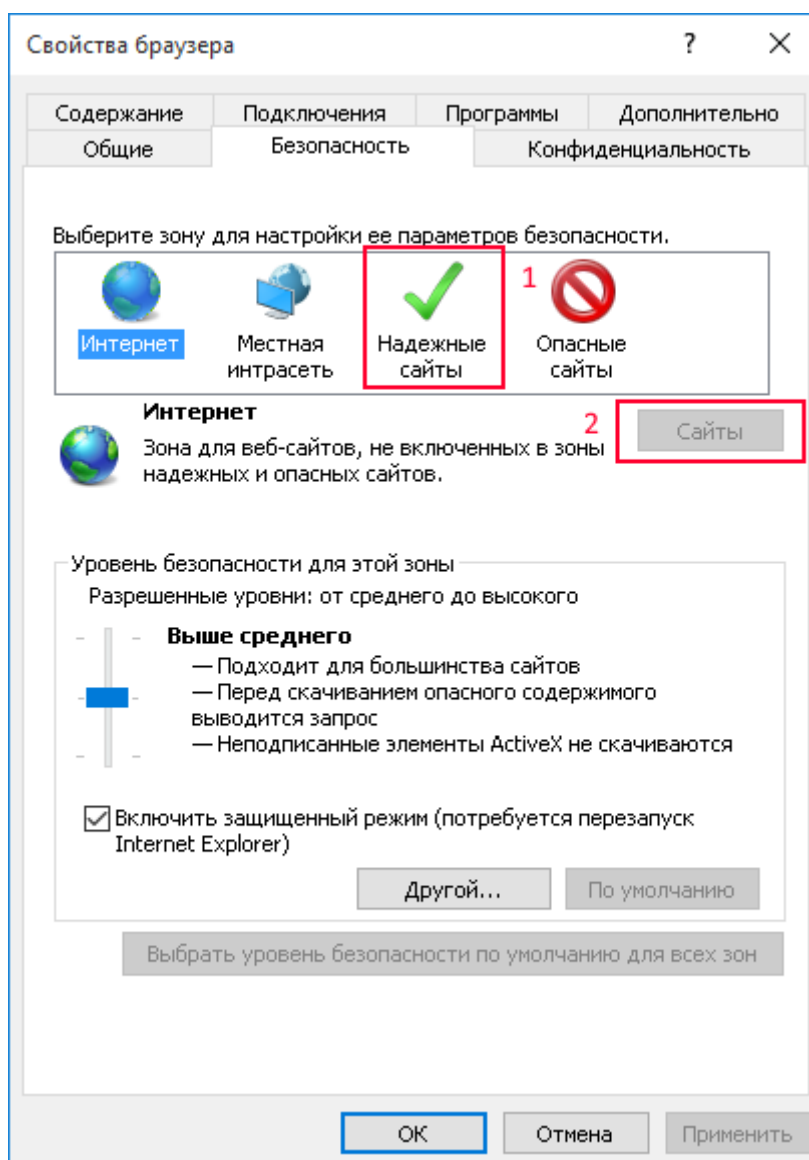 Свойства браузера ?
Содержание Подключения Программы Дополнительно
Общие Безопасность Конфиденциальность
Выберите зону для настройки ее параметров безопасности.
1
Интернет Местная Надежные Опасные
интрасеть сайты сайты
Интернет 2 Сайты
Зона для веб-сайтов, не включенных в зоны
надежных и опасных сайтов.
Уровень безопасности для этой зоны
Разрешенные уровни: от среднего до высокого
Выше среднего
— Подходит для большинства сайтов
— Перед скачиванием опасного содержимого
выводится запрос
— Неподписанные элементы ActiveX не скачиваются
Включить защищенный режим (потребуется перезапуск
Internet Explorer)
Другой... По умолчанию
Выбрать уровень безопасности по умолчанию для всех зон
ОК Отмена Применить